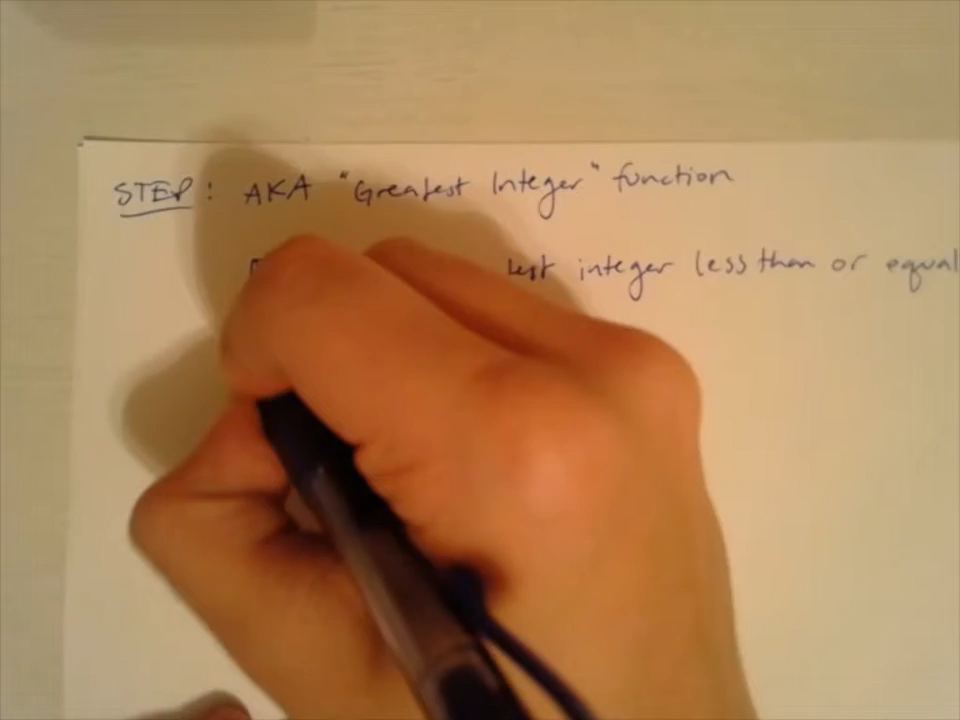 STEP: AKA "Greatest Integer" function
integer less than or equal